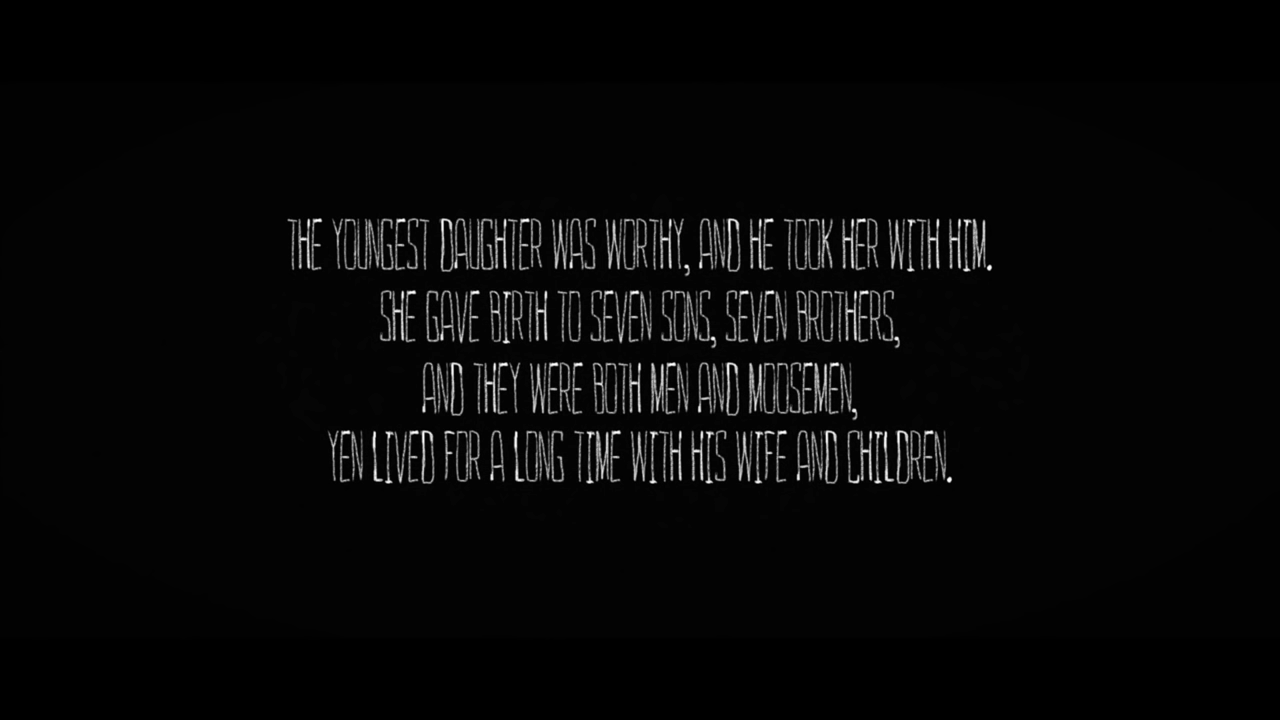 THE YOUNGEST DAUGHTER WAS WORTHY, AND HE TOOK HER WITH HIM.
SHE GAVE BIRTH TO SEVEN SONS, SEVEN BROTHERS,
AND THEY WERE BOTH MEN AND MOOSEMEN,
YEN LIVED FOR A LONG TIME WITH HIS WIFE AND CHILDREN.